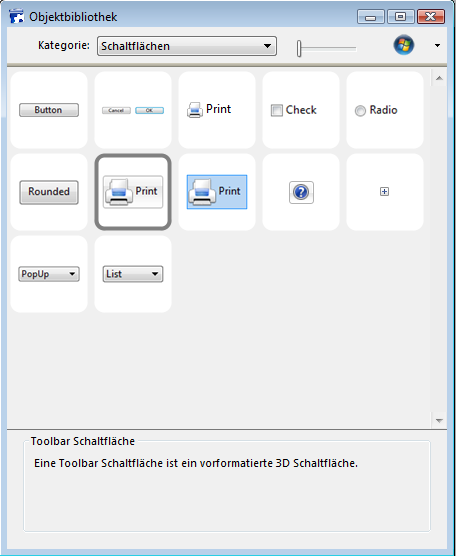 Objektbibliothek
Kategorie: Schaltflächen
Button
Cancel OK
Print
Check
Radio
Rounded
Print
Print
PopUp
List
Toolbar Schaltfläche
Eine Toolbar Schaltfläche ist ein vorformatierte 3D Schaltfläche.